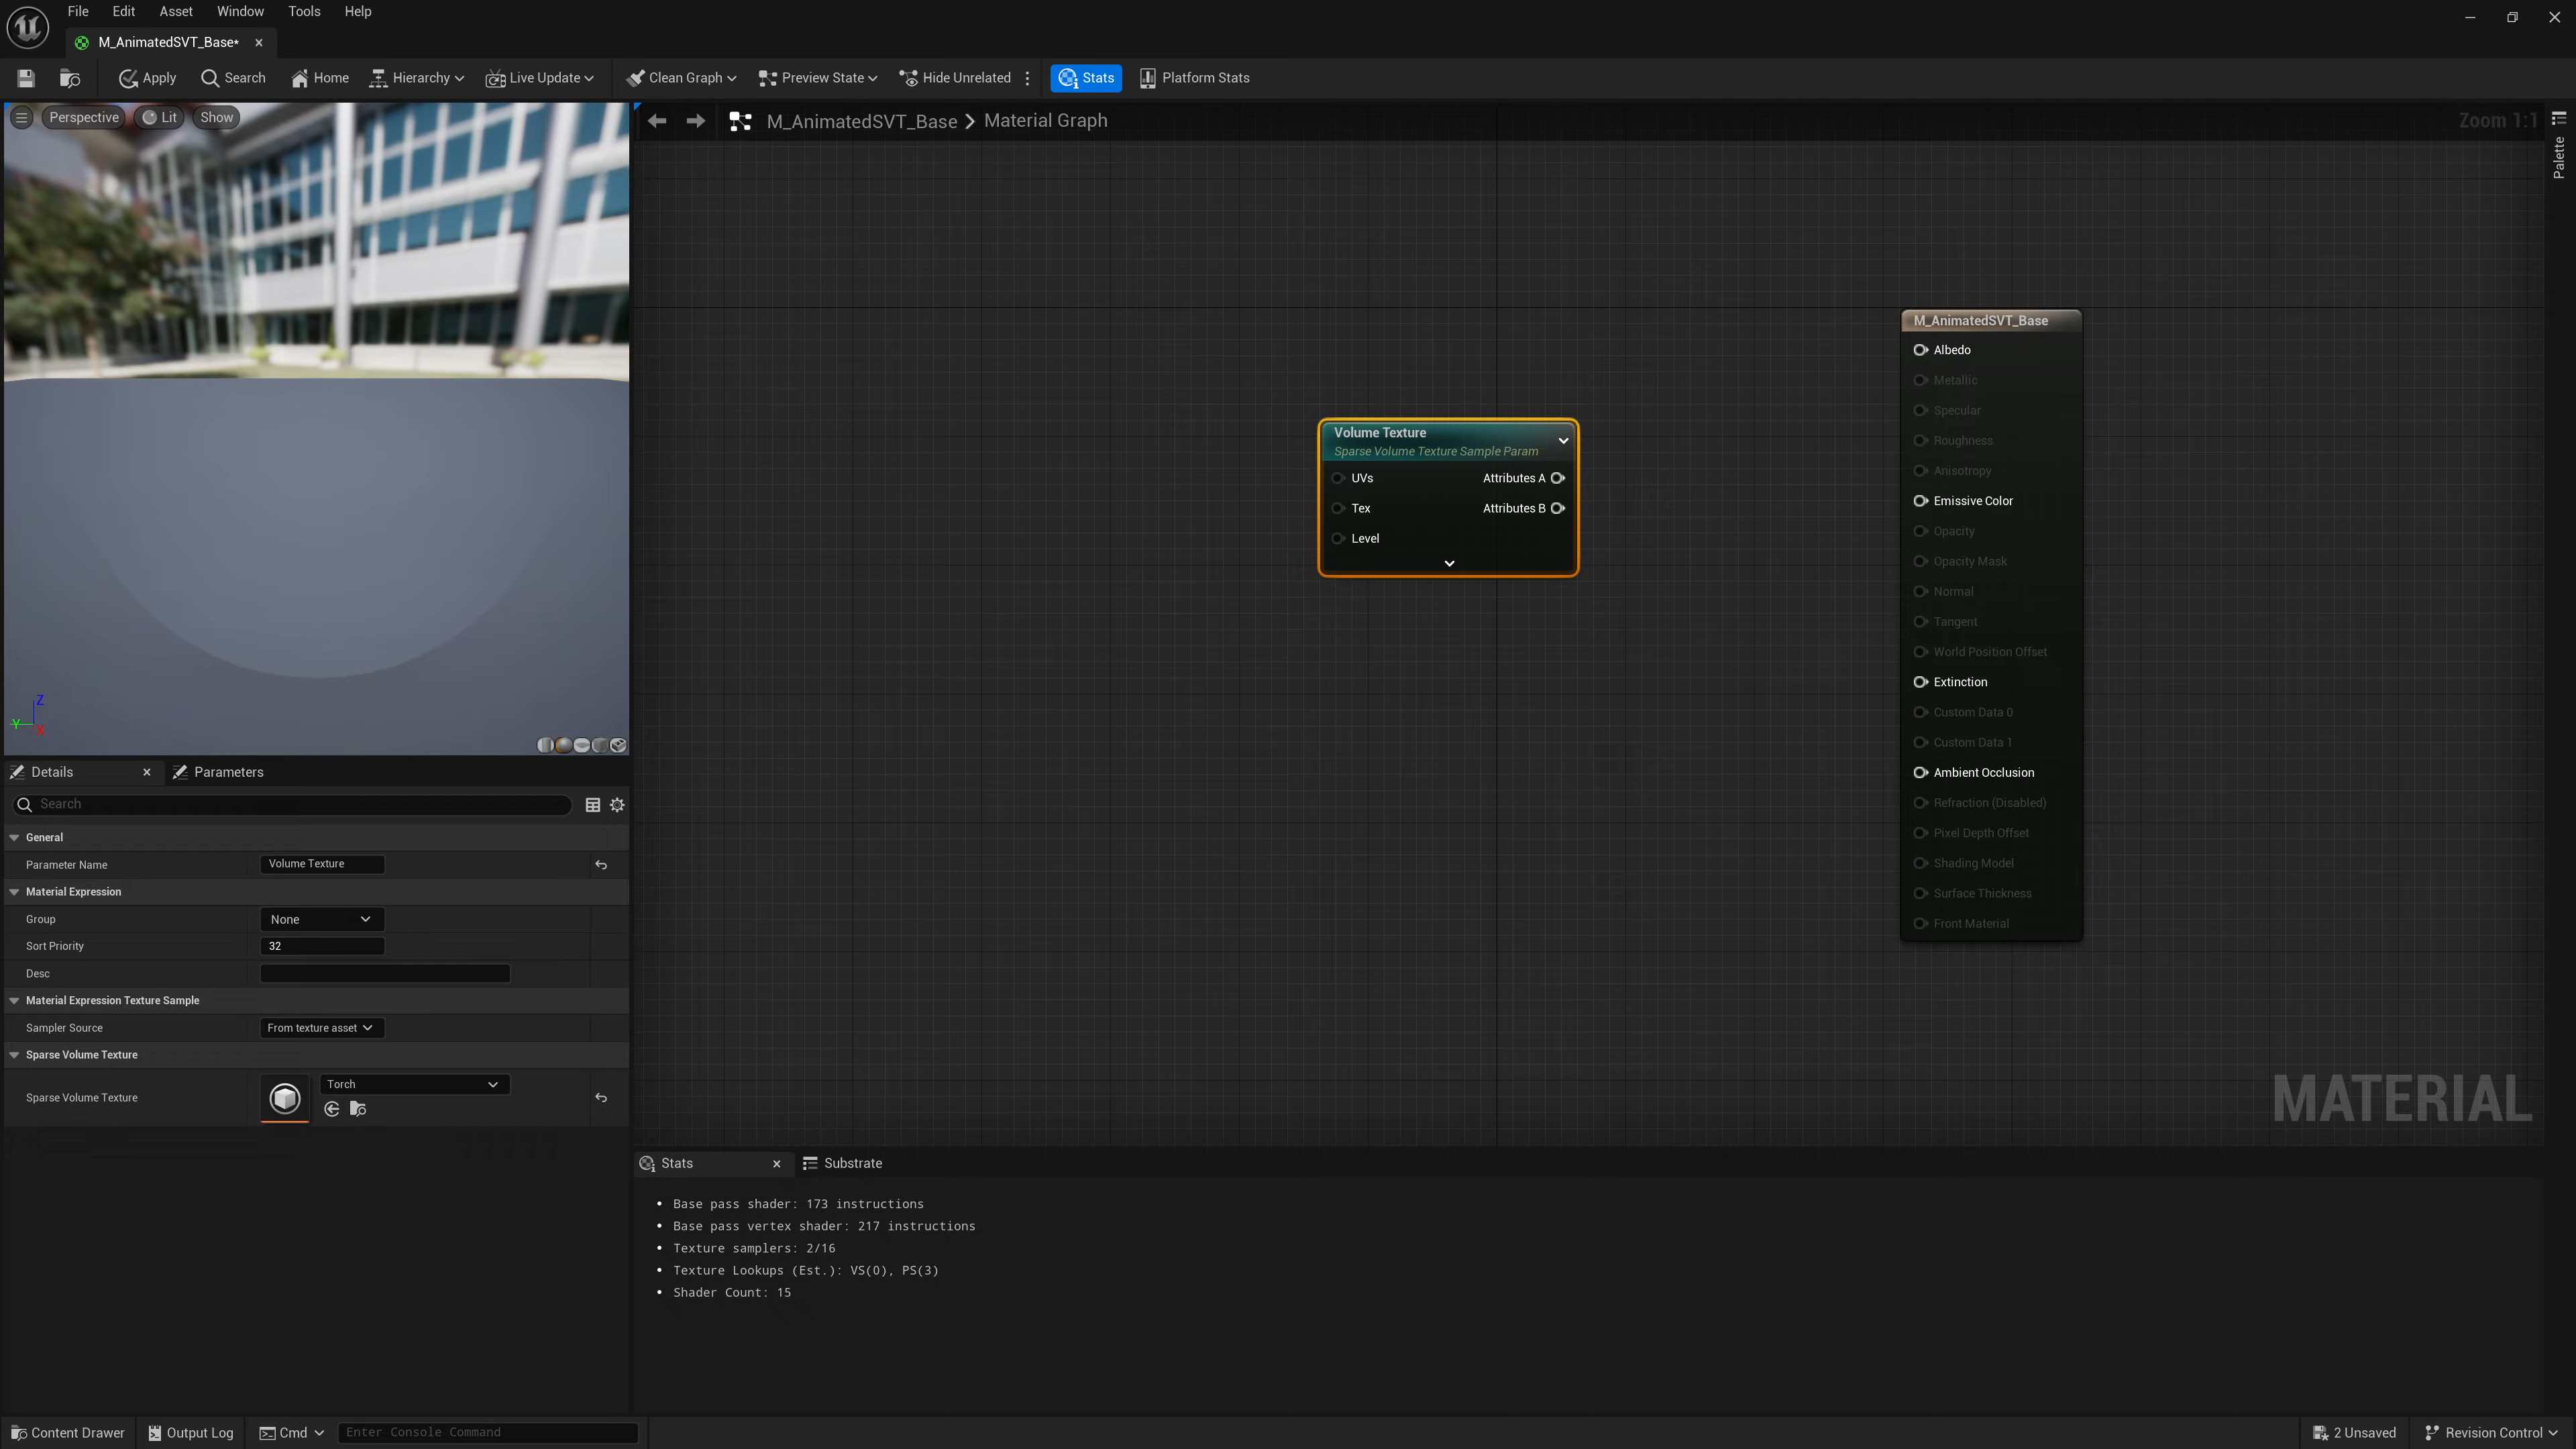 File Edit Asset Window Tools Help
M_AnimatedSVT_Base*
Apply Search Home Hierarchy Live Update Clean Graph Preview State Hide Unrelated Stats Platform Stats
Perspective Lit Show
M_AnimatedSVT_Base > Material Graph
Zoom 1:1
Palette
Volume Texture
Sparse Volume Texture Sample Param
UVs Attributes A
Tex Attributes B
Level
M_AnimatedSVT_Base
Albedo
Metallic
Specular
Roughness
Anisotropy
Emissive Color
Opacity
Opacity Mask
Normal
Tangent
World Position Offset
Extinction
Custom Data 0
Custom Data 1
Ambient Occlusion
Refraction (Disabled)
Pixel Depth Offset
Shading Model
Surface Thickness
Front Material
MATERIAL
Z
Y
X
Details Parameters
Search
General
Parameter Name Volume Texture
Material Expression
Group None
Sort Priority 32
Desc
Material Expression Texture Sample
Sampler Source From texture asset
Sparse Volume Texture
Sparse Volume Texture Torch
Stats Substrate
• Base pass shader: 173 instructions
• Base pass vertex shader: 217 instructions
• Texture samplers: 2/16
• Texture Lookups (Est.): VS(0), PS(3)
• Shader Count: 15
Content Drawer Output Log Cmd Enter Console Command 2 Unsaved Revision Control